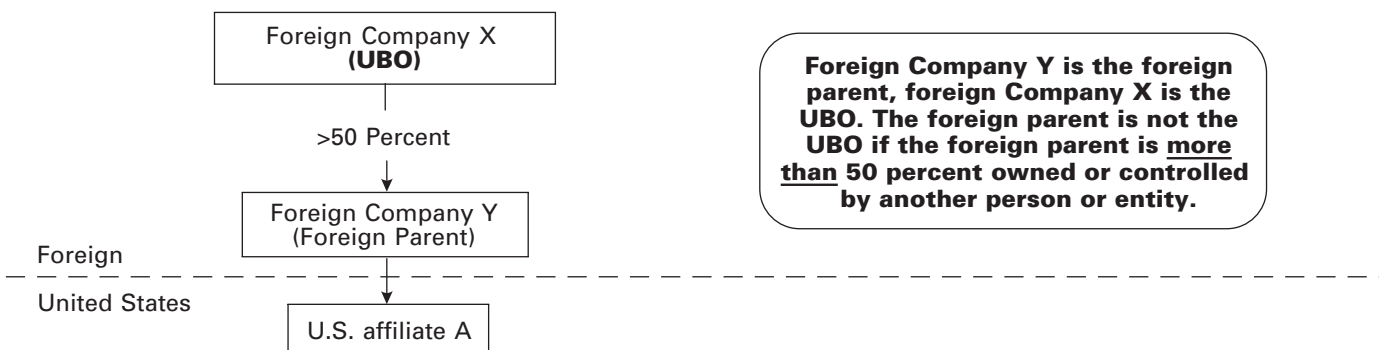 Foreign Company X
(UBO)
>50 Percent
Foreign Company Y
(Foreign Parent)
Foreign
United States
U.S. affiliate A
Foreign Company Y is the foreign
parent, foreign Company X is the
UBO. The foreign parent is not the
UBO if the foreign parent is more
than 50 percent owned or controlled
by another person or entity.